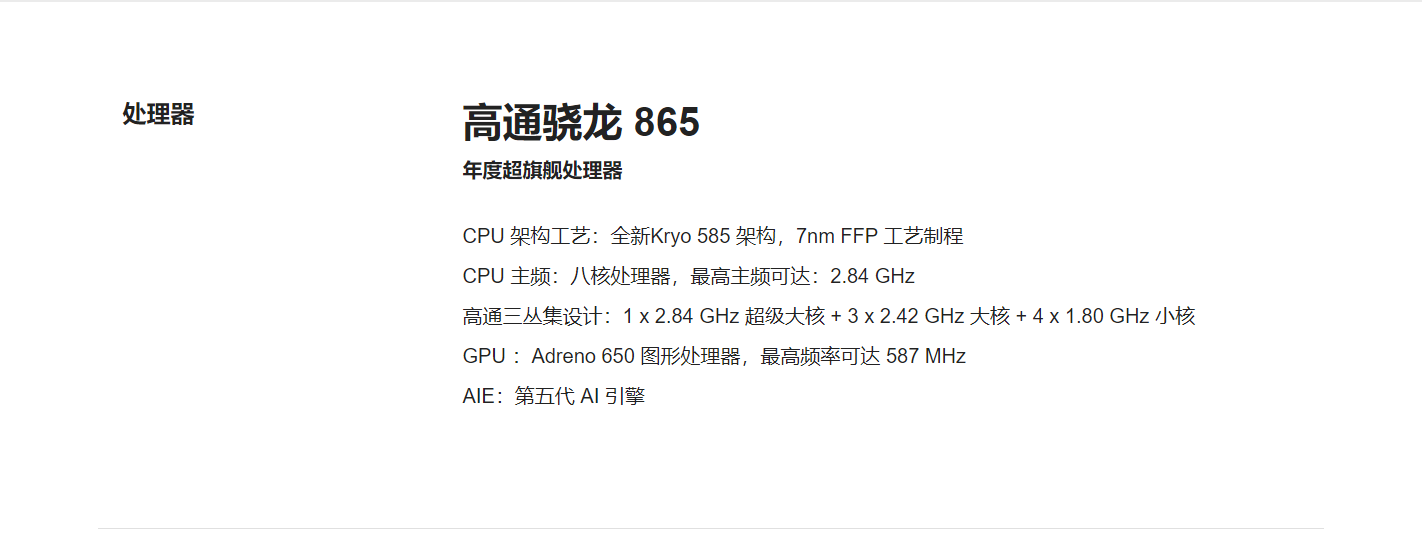 处理器
高通骁龙 865
年度超旗舰处理器
CPU 架构工艺：全新Kryo 585 架构，7nm FFP 工艺制程
CPU 主频：八核处理器，最高主频可达：2.84 GHz
高通三丛集设计：1 x 2.84 GHz 超级大核 + 3 x 2.42 GHz 大核 + 4 x 1.80 GHz 小核
GPU ：Adreno 650 图形处理器，最高频率可达 587 MHz
AIE：第五代 AI 引擎